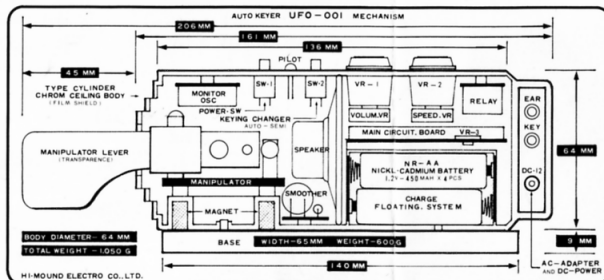 AUTO KEYER UFO-001 MECHANISM
206 MM
161 MM
136 MM
45 MM
PILOT
TYPE CYLINDER
CHROM CEILING BODY
(FILM SHIELD)
MONITOR
OSC
SW-1
SW-2
POWER-SW
KEYING CHANGER
AUTO-SEMI
VR-1
VR-2
VOLUM.VR
SPEED.VR
RELAY
EAR
KEY
DC-12
64 MM
MAIN CIRCUIT. BOARD
VR-3
MANIPULATOR LEVER
(TRANSPARENCE)
SPEAKER
NR-AA
NICKL-CADMIUM BATTERY
1.2V-450MAH X 4PCS
MANIPULATOR
SMOOTHER
MAGNET
CHARGE
FLOATING.SYSTEM
BODY DIAMETER-64 MM
TOTAL WEIGHT-1,050 G
BASE WIDTH-65MM WEIGHT-600G
9 MM
140 MM
AC-ADAPTER
AND DC-POWER
HI-MOUND ELECTRO CO.,LTD.